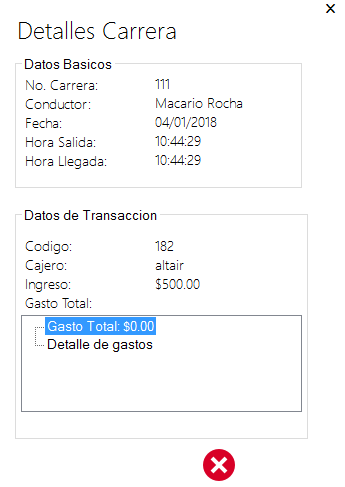 Detalles Carrera
Datos Basicos
No. Carrera: 111
Conductor: Macario Rocha
Fecha: 04/01/2018
Hora Salida: 10:44:29
Hora Llegada: 10:44:29
Datos de Transaccion
Codigo: 182
Cajero: altair
Ingreso: $500.00
Gasto Total:
Gasto Total: $0.00
Detalle de gastos